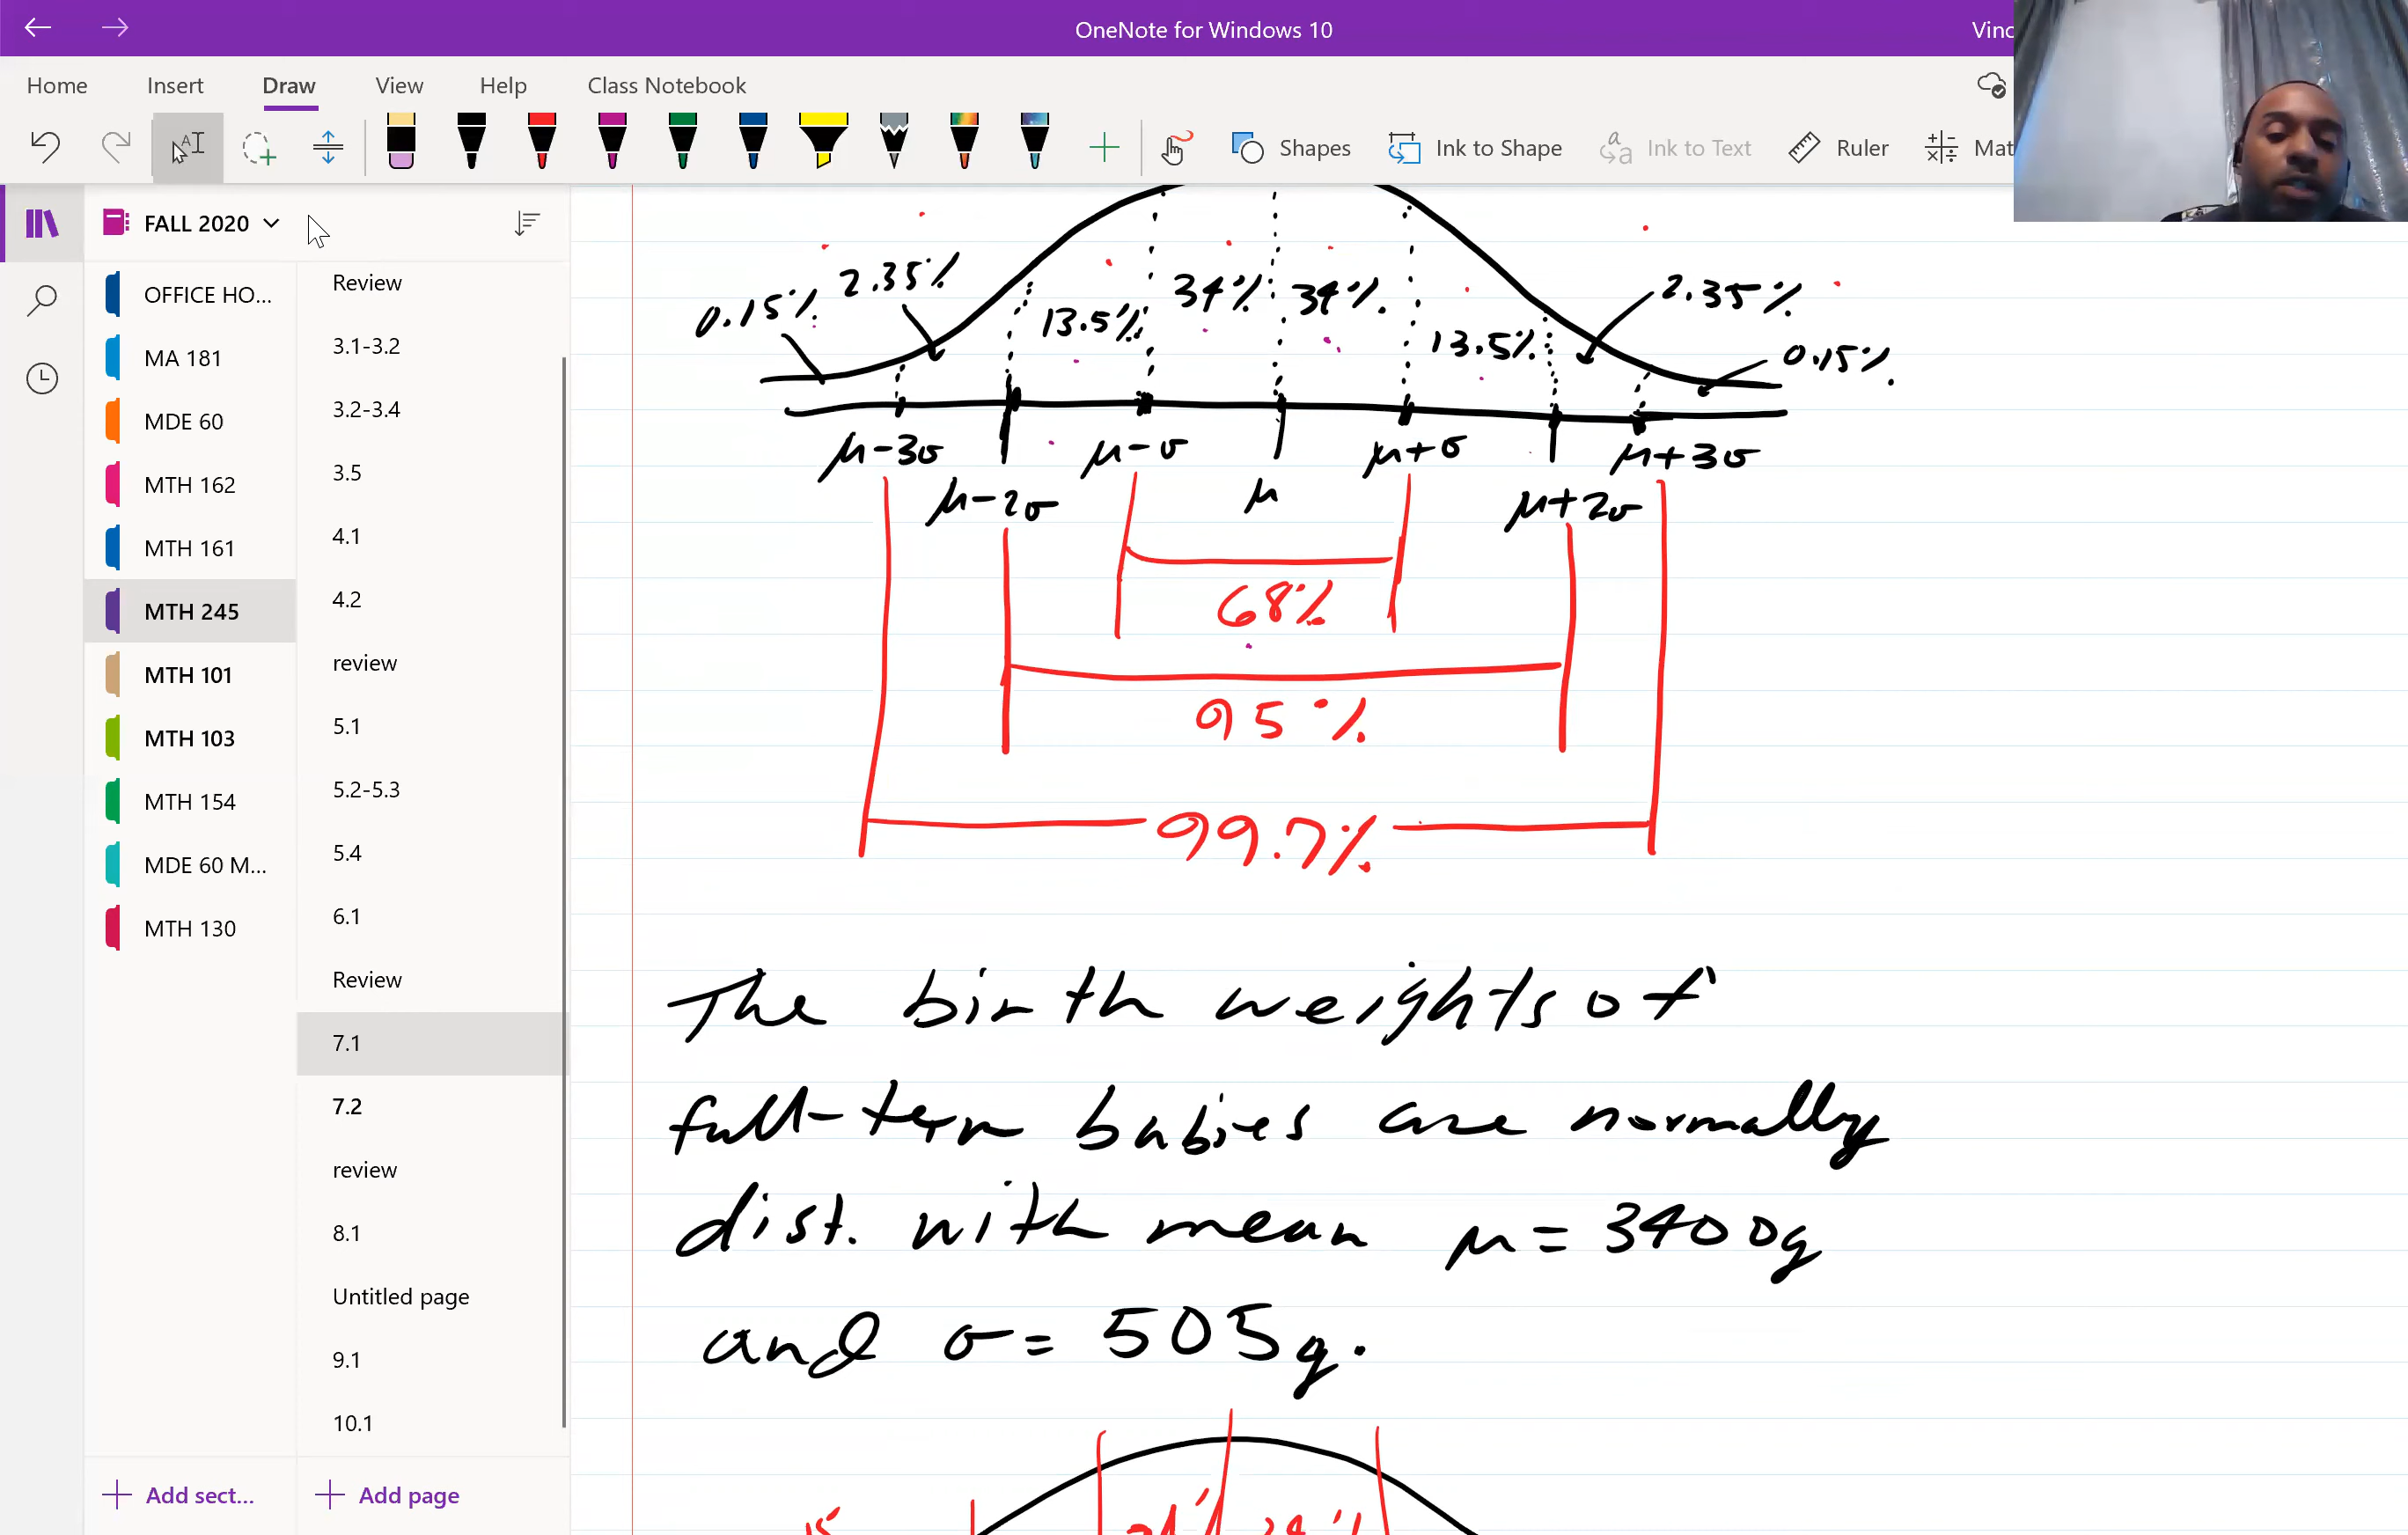 OneNote for Windows 10
Vinc
Home Insert Draw View Help Class Notebook
Shapes Ink to Shape Ink to Text Ruler Mat
FALL 2020
OFFICE HO...
MA 181
MDE 60
MTH 162
MTH 161
MTH 245
MTH 101
MTH 103
MTH 154
MDE 60 M...
MTH 130
Add sect...
Review
3.1-3.2
3.2-3.4
3.5
4.1
4.2
review
5.1
5.2-5.3
5.4
6.1
Review
7.1
7.2
review
8.1
Untitled page
9.1
10.1
Add page
0.15% 2.35% 13.5% 34% 34% 13.5% 2.35% 0.15%
μ-3σ μ-2σ μ-σ μ μ+σ μ+2σ μ+3σ
68%
95%
99.7%
The birth weights of
full-term babies are normally
dist. with mean μ = 3400g
and σ = 505g.